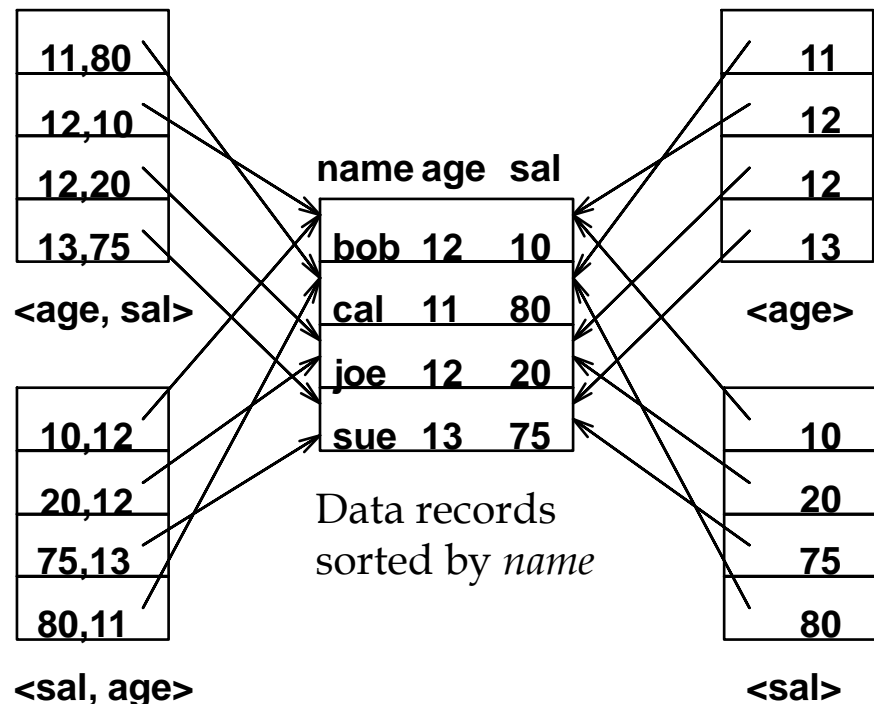 11,80
12,10
12,20
13,75
<age, sal>
10,12
20,12
75,13
80,11
<sal, age>
name age sal
bob 12 10
cal 11 80
joe 12 20
sue 13 75
Data records
sorted by name
11
12
12
13
<age>
10
20
75
80
<sal>